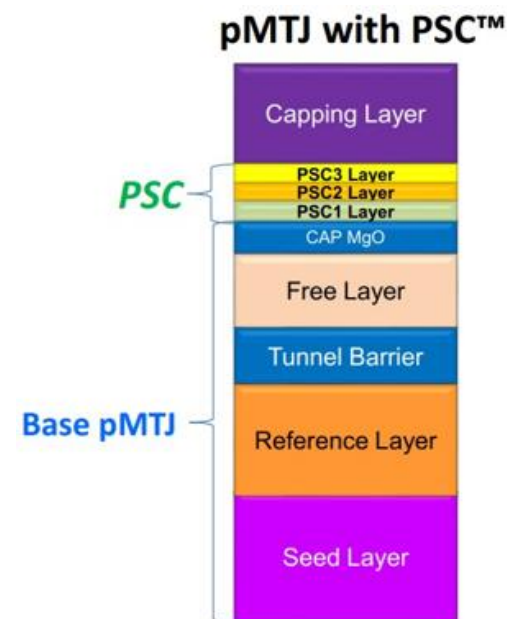 pMTJ with PSC™
Capping Layer
PSC
PSC3 Layer
PSC2 Layer
PSC1 Layer
CAP MgO
Free Layer
Tunnel Barrier
Base pMTJ
Reference Layer
Seed Layer